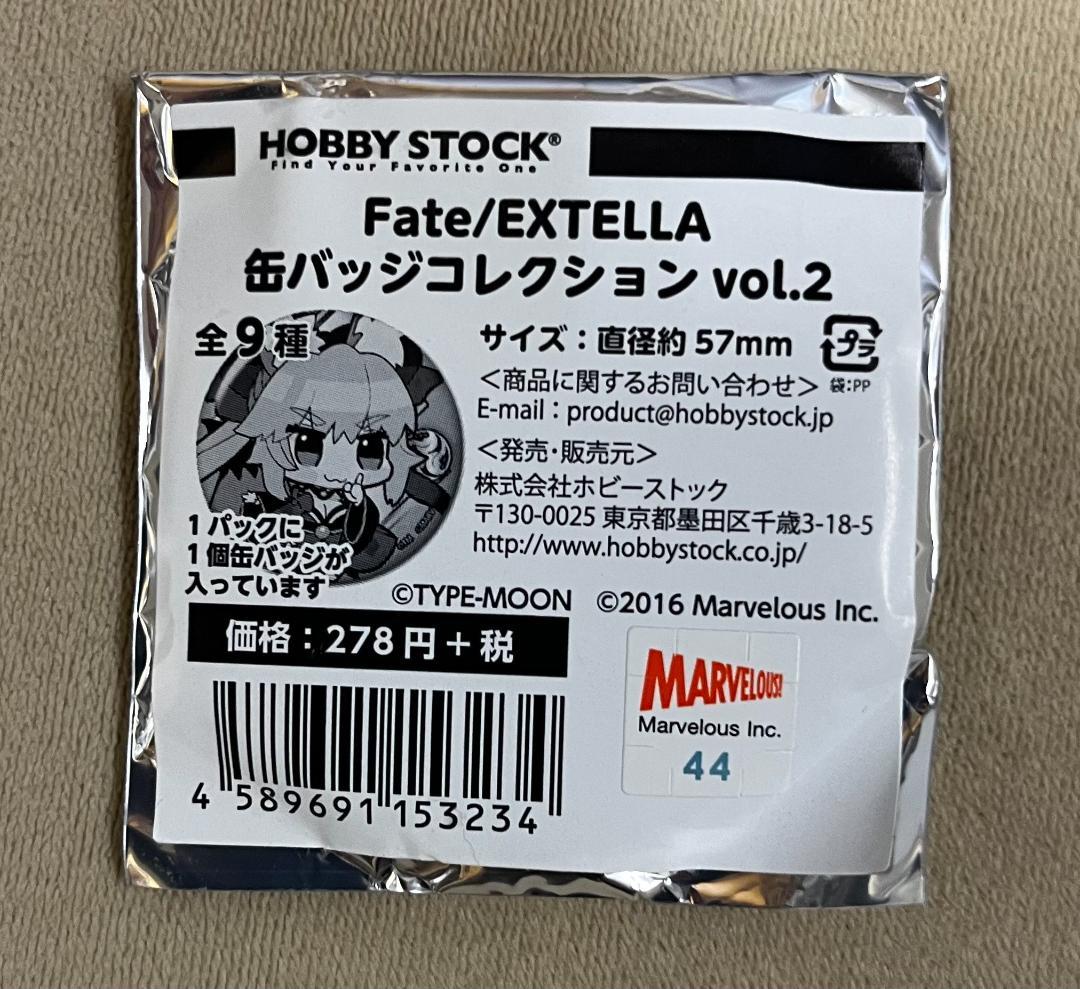 HOBBY STOCK®
Find Your Favorite One
Fate/EXTELLA
缶バッジコレクション vol.2
全9種
サイズ：直径約 57mm
プラ
袋:PP
＜商品に関するお問い合わせ＞
E-mail：product@hobbystock.jp
＜発売・販売元＞
株式会社ホビーストック
〒130-0025 東京都墨田区千歳3-18-5
http://www.hobbystock.co.jp/
1パックに
1個缶バッジが
入っています
©TYPE-MOON ©2016 Marvelous Inc.
価格：278円＋税
4 589691 153234
MARVELOUS!
Marvelous Inc.
44